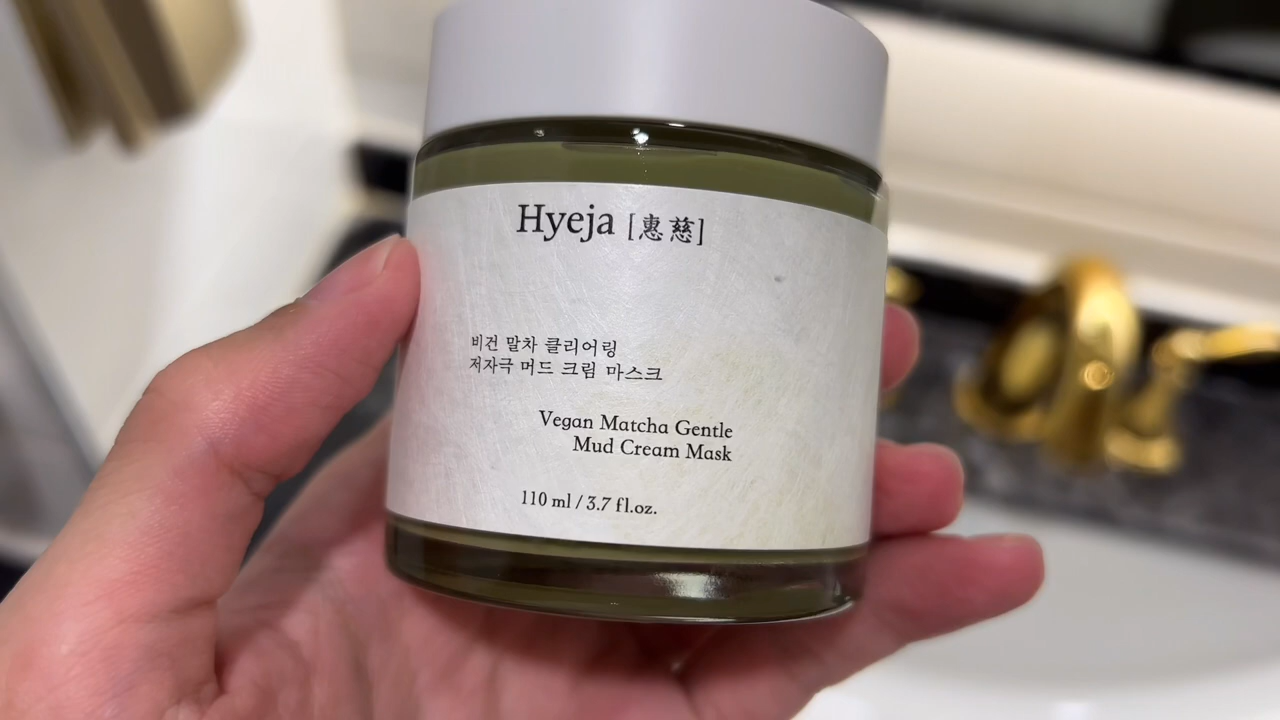 Hyeja [惠慈]
비건 말차 클리어링
저자극 머드 크림 마스크
Vegan Matcha Gentle
Mud Cream Mask
110 ml / 3.7 fl.oz.